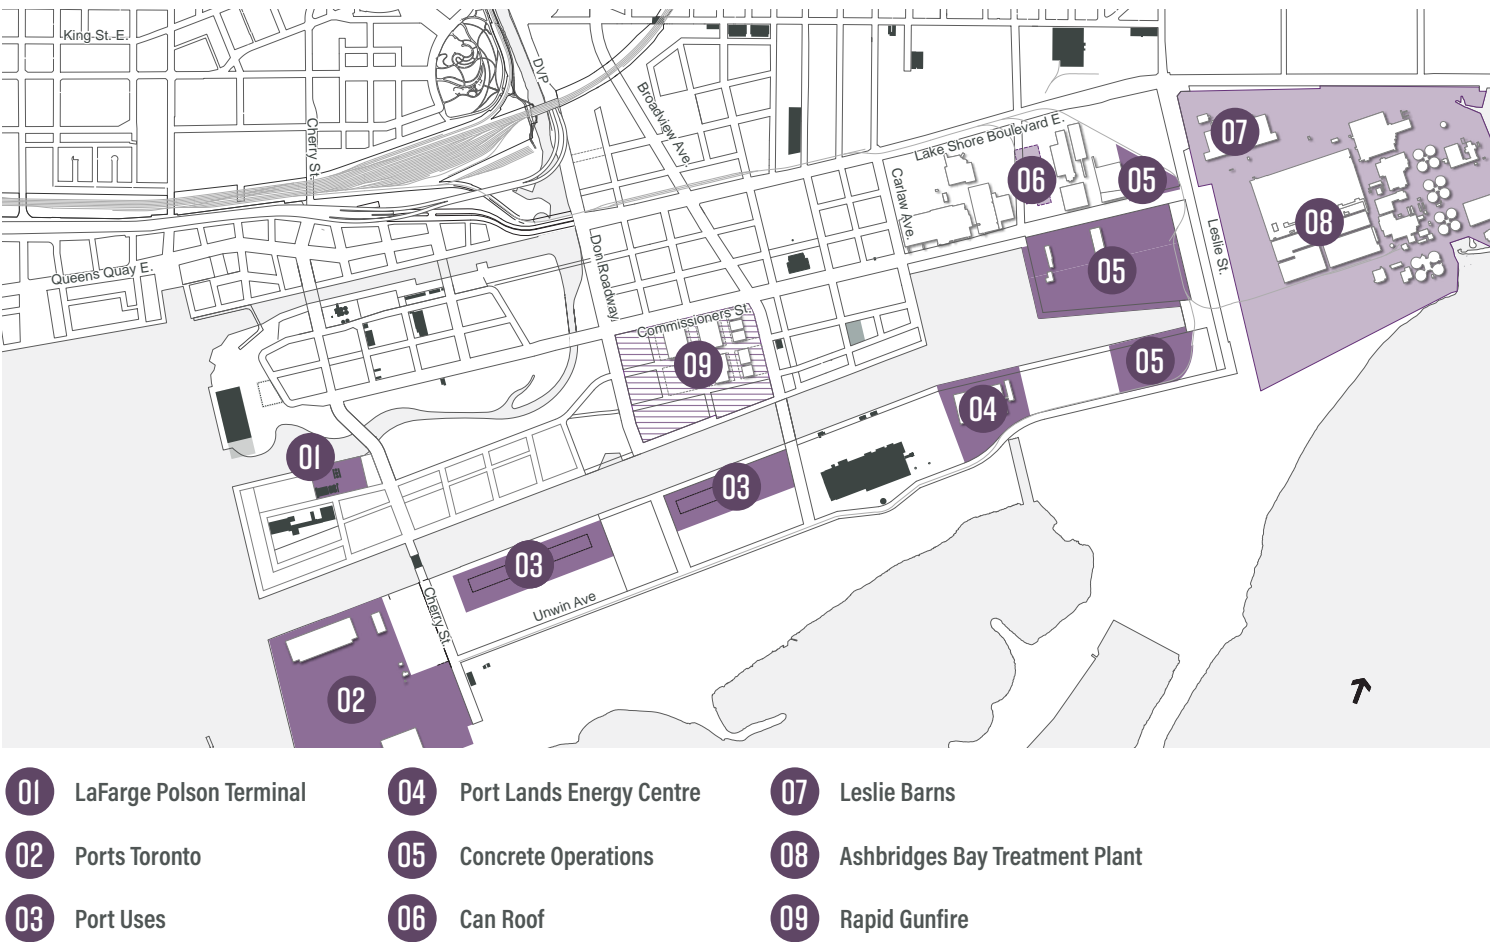 King St. E.
DVP
Broadview Ave.
Cherry St.
Lake Shore Boulevard E.
07
06
05
Carlaw Ave.
08
Leslie St.
Queens Quay E.
Don Roadway
05
Commissioners St.
09
05
04
01
03
03
Unwin Ave
Cherry St.
02
01 LaFarge Polson Terminal
04 Port Lands Energy Centre
07 Leslie Barns
02 Ports Toronto
05 Concrete Operations
08 Ashbridges Bay Treatment Plant
03 Port Uses
06 Can Roof
09 Rapid Gunfire